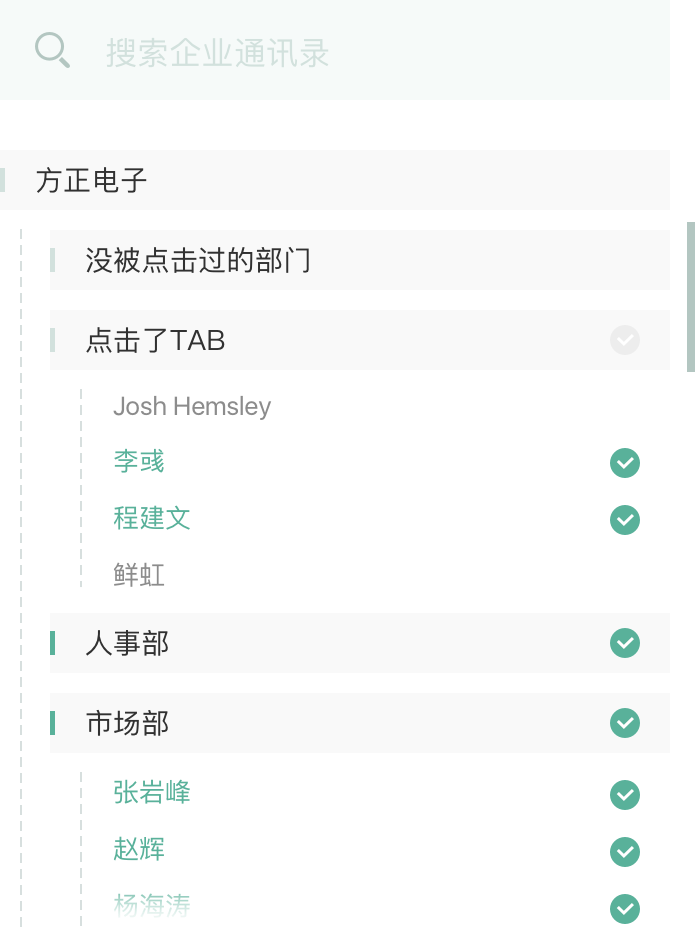 搜索企业通讯录
方正电子
没被点击过的部门
点击了TAB
Josh Hemsley
李彧
程建文
鲜虹
人事部
市场部
张岩峰
赵辉
杨海涛